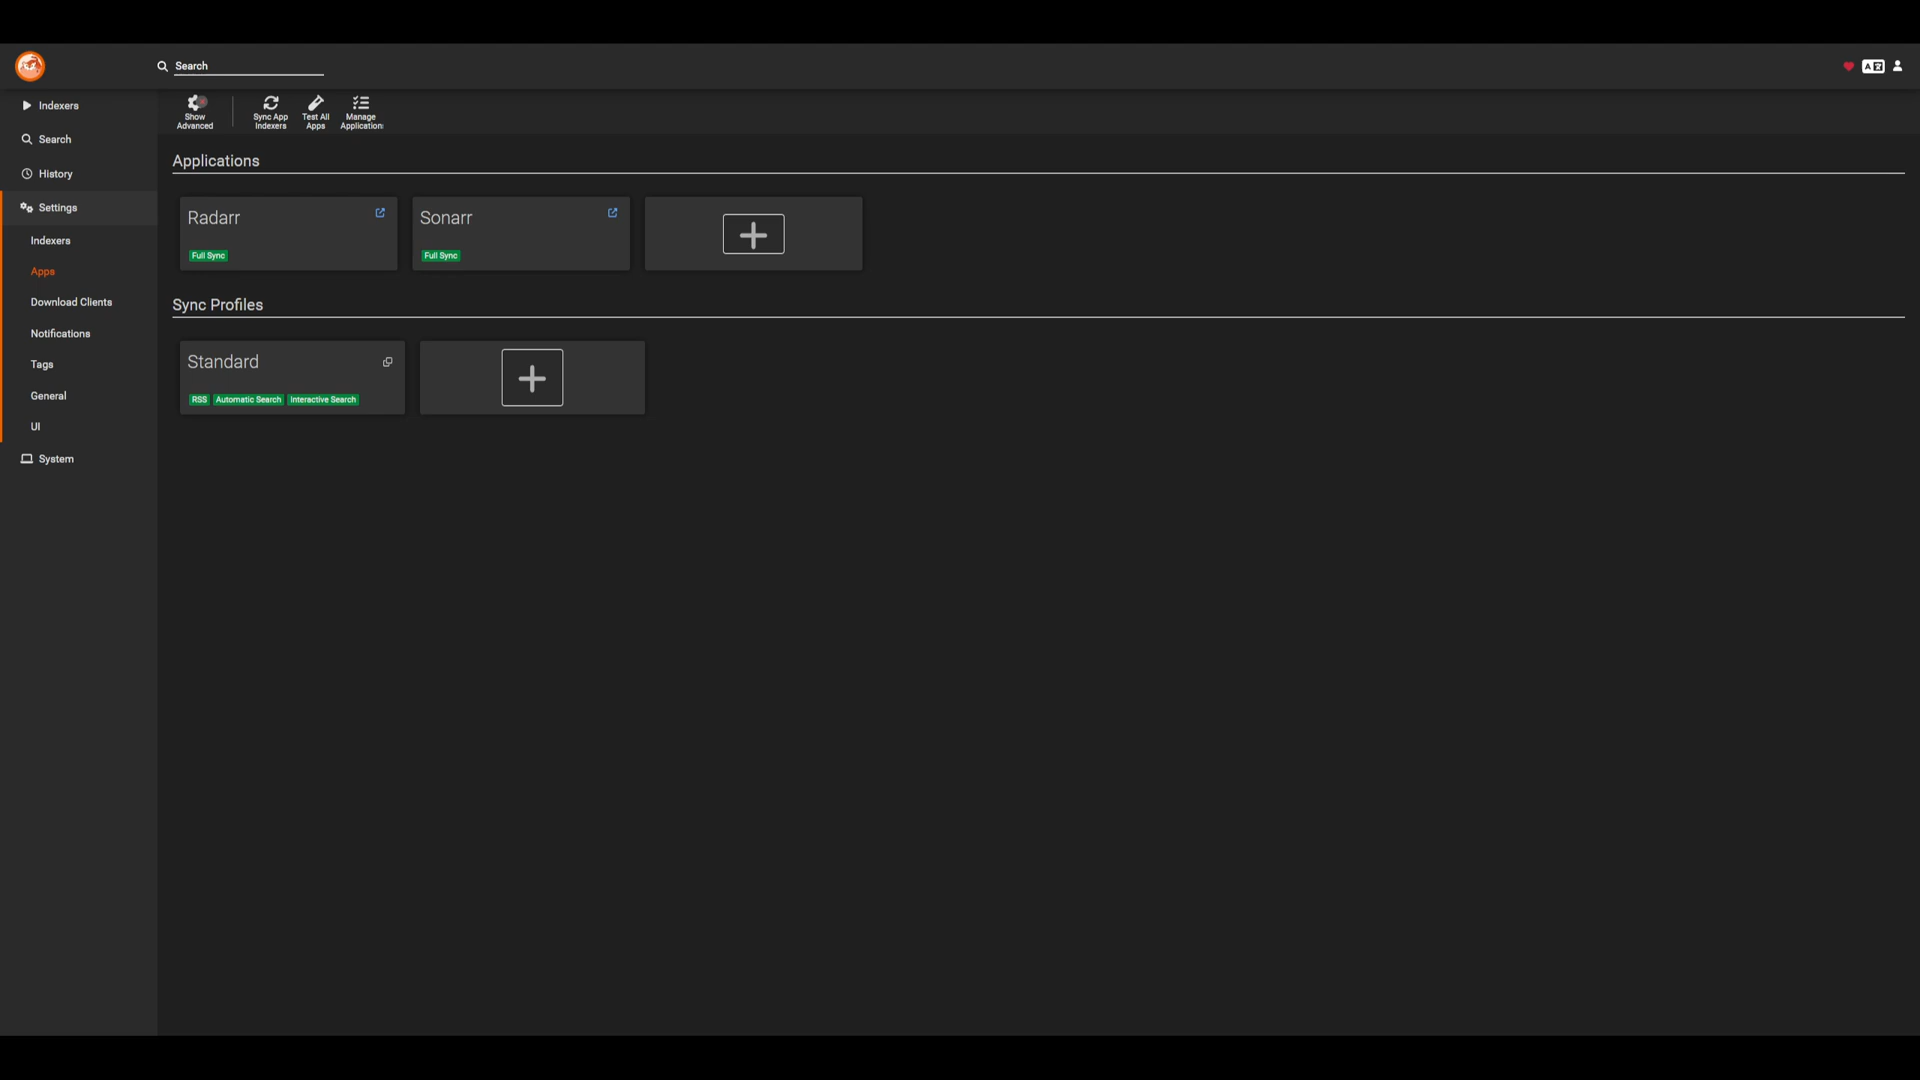 Search
Indexers
Search
History
Settings
Indexers
Apps
Download Clients
Notifications
Tags
General
UI
System
Show
Advanced
Sync App
Indexers
Test All
Apps
Manage
Application
Applications
Radarr
Full Sync
Sonarr
Full Sync
Sync Profiles
Standard
RSS Automatic Search Interactive Search